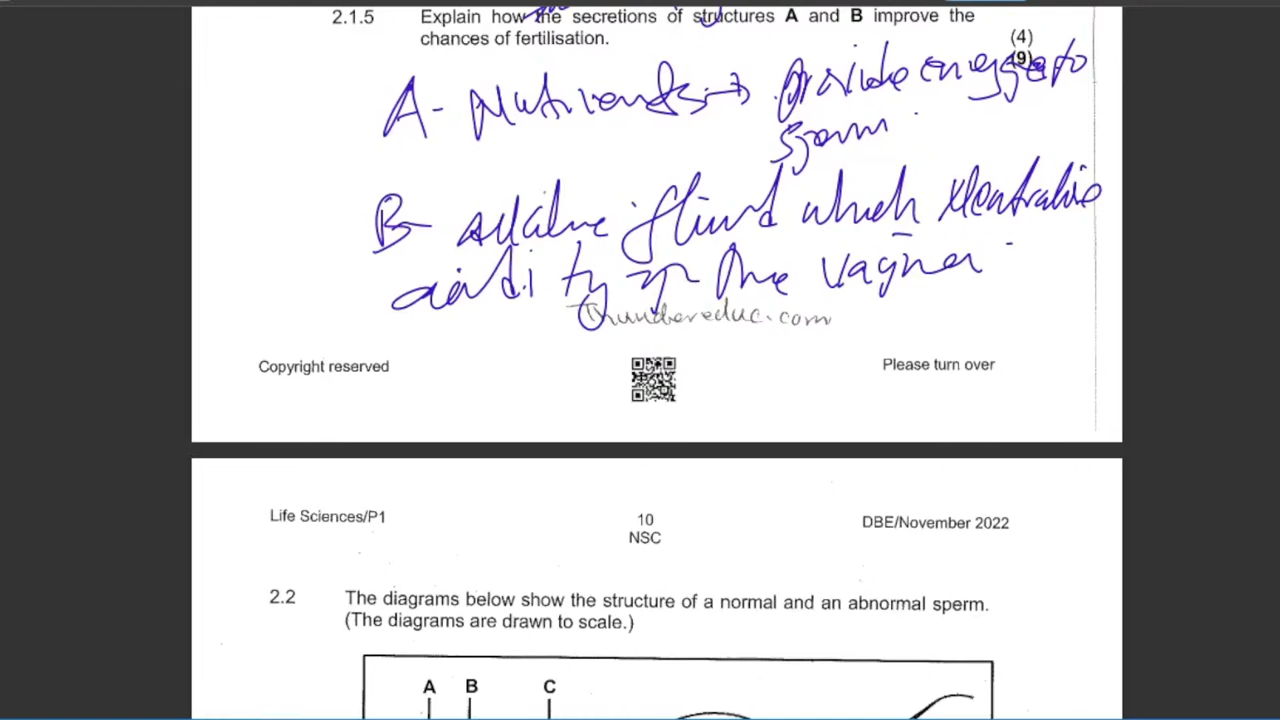 2.1.5 Explain how the secretions of structures A and B improve the
chances of fertilisation.
(4)
(9)
A - Nutrients → provide energy to
sperm.
B - alkaline fluid which neutralise
acidity of the vagina
Thundereduc.com
Copyright reserved
Please turn over
Life Sciences/P1
10
NSC
DBE/November 2022
2.2 The diagrams below show the structure of a normal and an abnormal sperm.
(The diagrams are drawn to scale.)
A B C